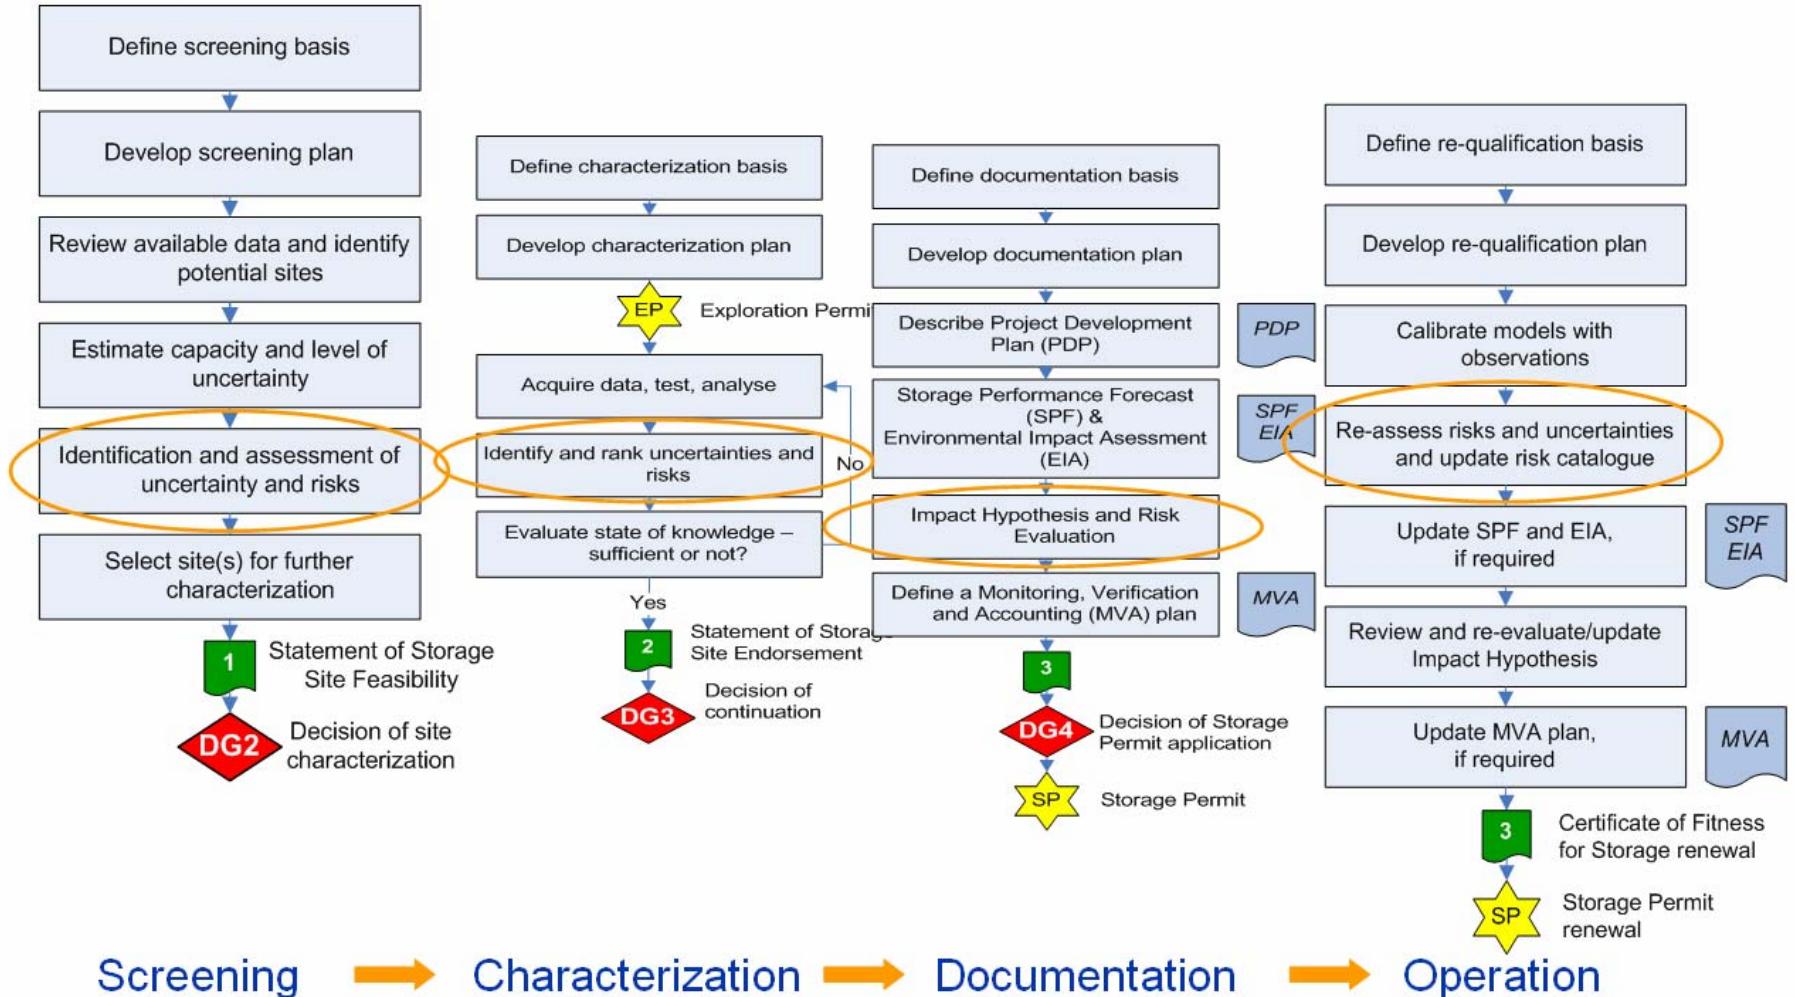 Define screening basis
Develop screening plan
Review available data and identify
potential sites
Estimate capacity and level of
uncertainty
Identification and assessment of
uncertainty and risks
Select site(s) for further
characterization
1
Statement of Storage
Site Feasibility
DG2
Decision of site
characterization
Define characterization basis
Develop characterization plan
EP
Exploration Permi
Acquire data, test, analyse
Identify and rank uncertainties and
risks
No
Evaluate state of knowledge –
sufficient or not?
Yes
2
Statement of Storag
Site Endorsement
DG3
Decision of
continuation
Define documentation basis
Develop documentation plan
Describe Project Development
Plan (PDP)
PDP
Storage Performance Forecast
(SPF) &
Environmental Impact Asessment
(EIA)
SPF
EIA
Impact Hypothesis and Risk
Evaluation
Define a Monitoring, Verification
and Accounting (MVA) plan
MVA
3
DG4
Decision of Storage
Permit application
SP
Storage Permit
Define re-qualification basis
Develop re-qualification plan
Calibrate models with
observations
Re-assess risks and uncertainties
and update risk catalogue
Update SPF and EIA,
if required
SPF
EIA
Review and re-evaluate/update
Impact Hypothesis
Update MVA plan,
if required
MVA
3
Certificate of Fitness
for Storage renewal
SP
Storage Permit
renewal
Screening
Characterization
Documentation
Operation